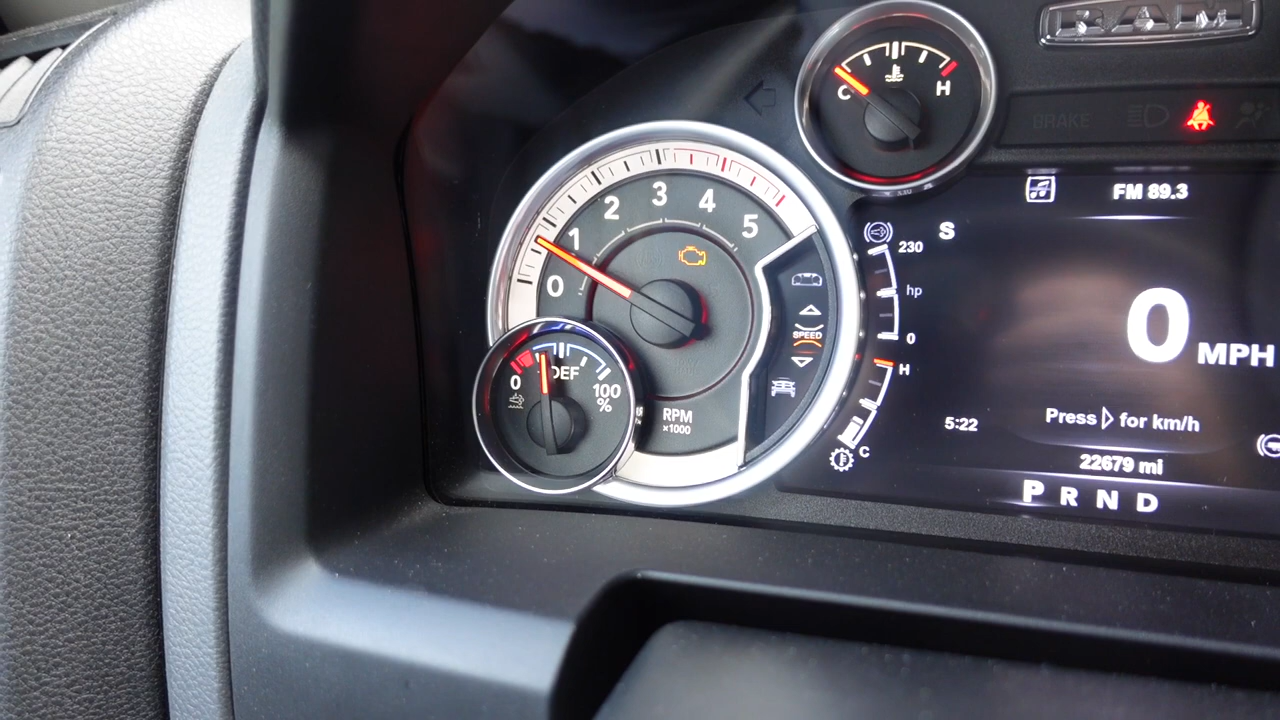 RAM
C H
BRAKE
FM 89.3
0 1 2 3 4 5
S
230
hp
0
SPEED
0 MPH
H
0 DEF 100
%
RPM
x1000
Press ▷ for km/h
5:22
C
22679 mi
P R N D